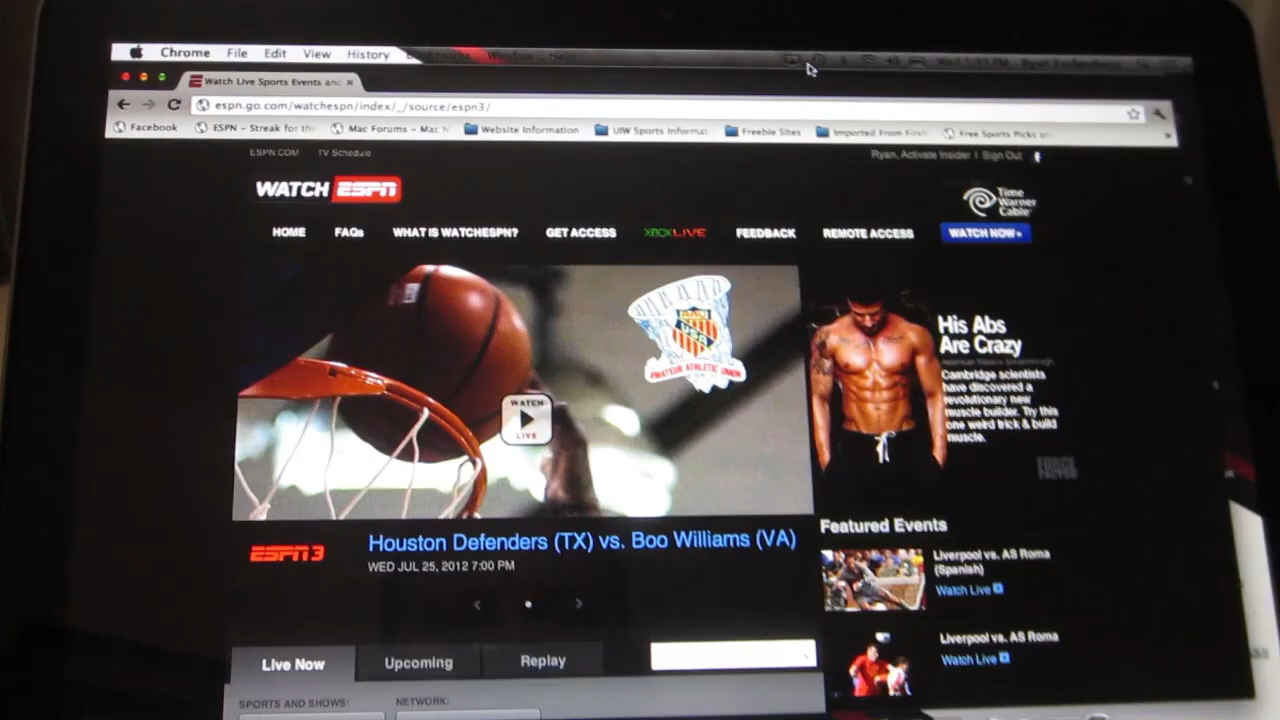 Chrome File Edit View History
Watch Live Sports Events and
espn.go.com/watchespn/index/_/source/espn3/
Facebook ESPN – Streak for the Mac Forums – Mac N Website Information UIW Sports Informat Freebie Sites Imported From Firef Free Sports Picks an
ESPN.COM TV Schedule
Ryan, Activate Insider | Sign Out
WATCH ESPN
Time
Warner
Cable
HOME FAQs WHAT IS WATCHESPN? GET ACCESS XBOX LIVE FEEDBACK REMOTE ACCESS WATCH NOW »
AAU
USA
AMATEUR ATHLETIC UNION
WATCH
LIVE
His Abs
Are Crazy
Cambridge scientists
have discovered a
revolutionary new
muscle builder. Try this
one weird trick & build
muscle.
FORCE
FACTOR
ESPN3
Houston Defenders (TX) vs. Boo Williams (VA)
WED JUL 25, 2012 7:00 PM
Featured Events
Liverpool vs. AS Roma
(Spanish)
Watch Live
Liverpool vs. AS Roma
Watch Live
Live Now Upcoming Replay
SPORTS AND SHOWS: NETWORK: